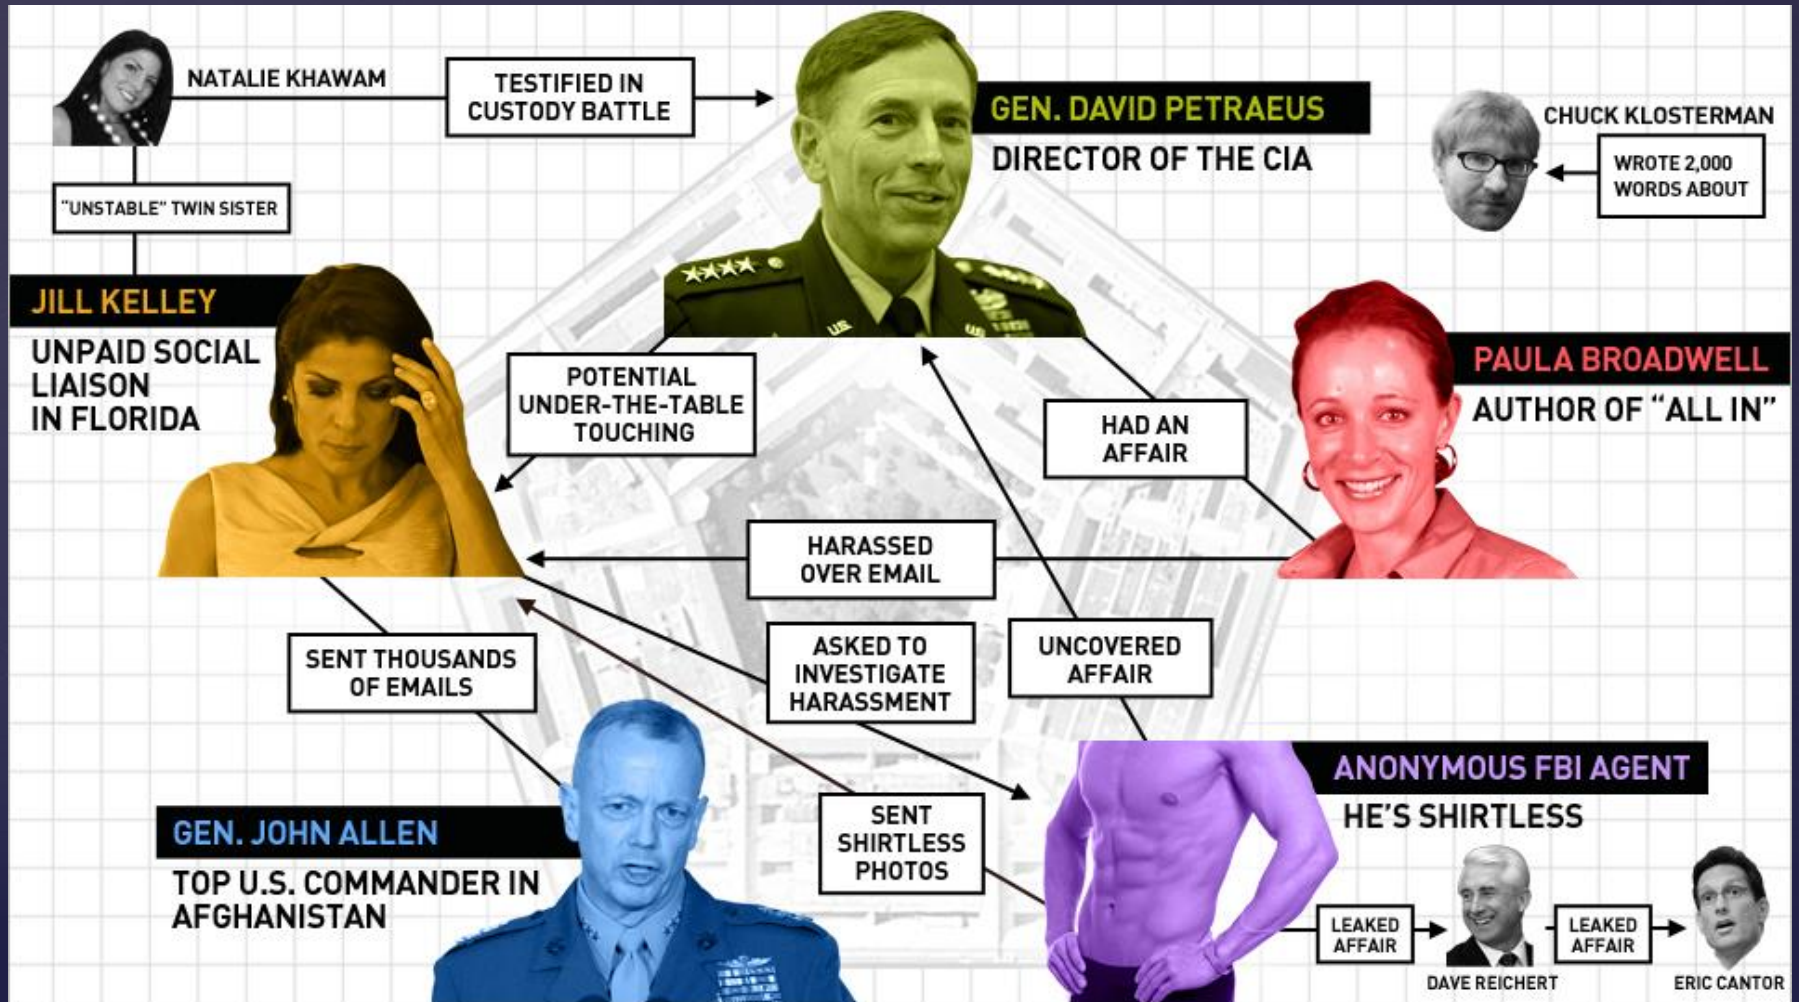 NATALIE KHAWAM
TESTIFIED IN
CUSTODY BATTLE
GEN. DAVID PETRAEUS
DIRECTOR OF THE CIA
CHUCK KLOSTERMAN
WROTE 2,000
WORDS ABOUT
“UNSTABLE” TWIN SISTER
JILL KELLEY
UNPAID SOCIAL
LIAISON
IN FLORIDA
POTENTIAL
UNDER-THE-TABLE
TOUCHING
HAD AN
AFFAIR
PAULA BROADWELL
AUTHOR OF “ALL IN”
HARASSED
OVER EMAIL
SENT THOUSANDS
OF EMAILS
ASKED TO
INVESTIGATE
HARASSMENT
UNCOVERED
AFFAIR
GEN. JOHN ALLEN
TOP U.S. COMMANDER IN
AFGHANISTAN
SENT
SHIRTLESS
PHOTOS
ANONYMOUS FBI AGENT
HE'S SHIRTLESS
LEAKED
AFFAIR
DAVE REICHERT
LEAKED
AFFAIR
ERIC CANTOR
U.S.
U.S.